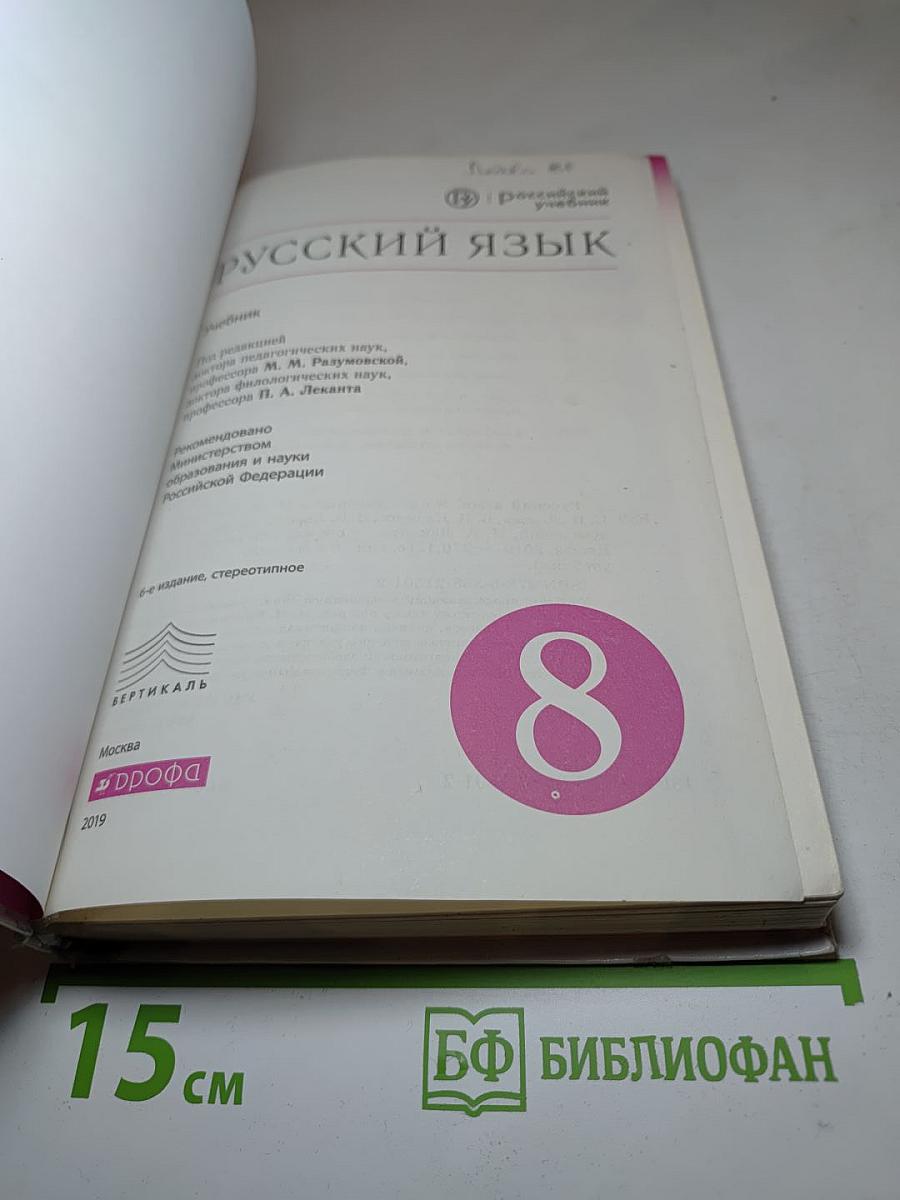 Российский
учебник
РУССКИЙ ЯЗЫК
Учебник
Под редакцией
доктора педагогических наук,
профессора М. М. Разумовской,
доктора филологических наук,
профессора П. А. Леканта
Рекомендовано
Министерством
образования и науки
Российской Федерации
6-е издание, стереотипное
8
ВЕРТИКАЛЬ
Москва
дрофа
2019
15 см
БФ БИБЛИОФАН